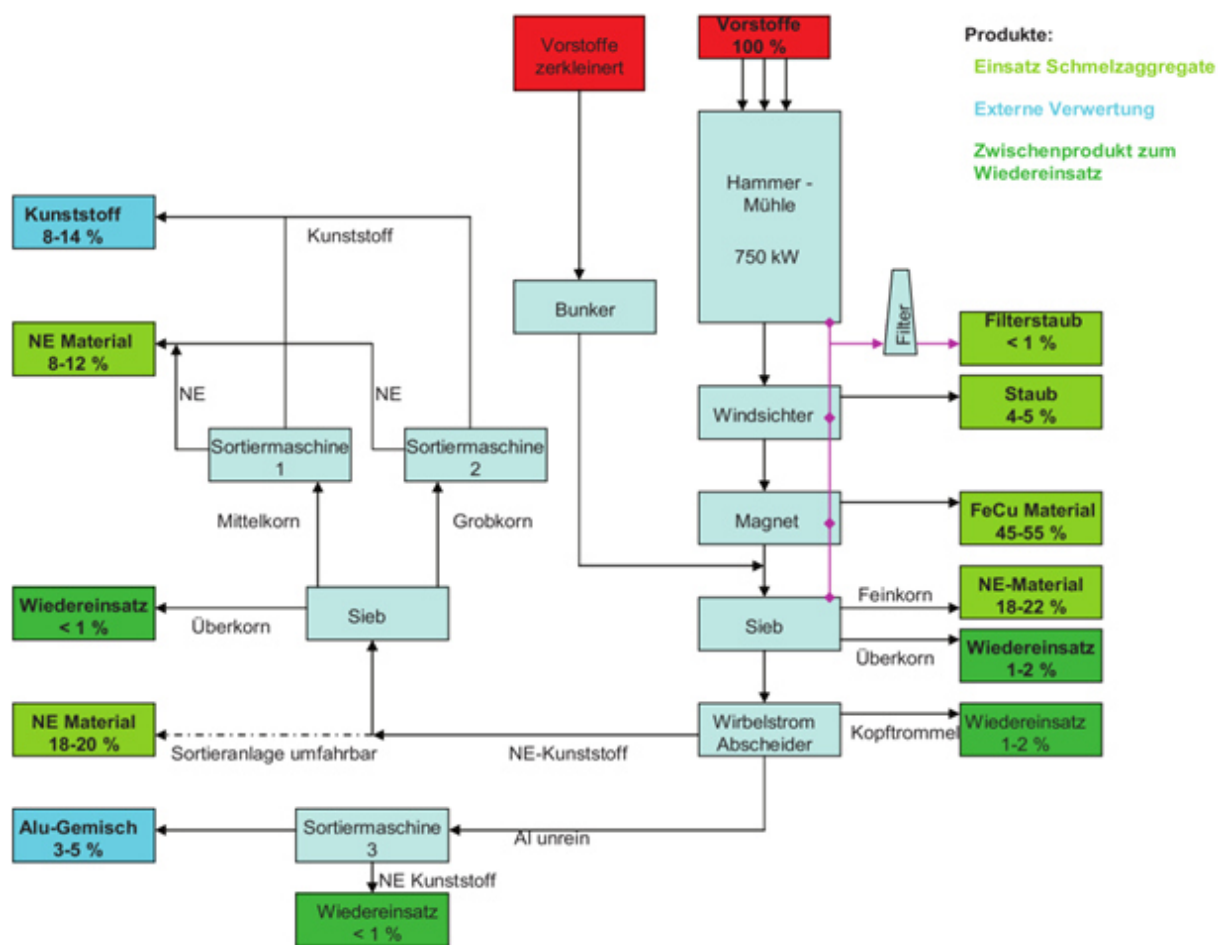 Vorstoffe
zerkleinert
Vorstoffe
100 %
Produkte:
Einsatz Schmelzaggregate
Externe Verwertung
Zwischenprodukt zum
Wiedereinsatz
Hammer -
Mühle
750 kW
Kunststoff
8-14 %
Kunststoff
Bunker
Filter
Filterstaub
< 1 %
NE Material
8-12 %
NE
NE
Windsichter
Staub
4-5 %
Sortiermaschine
1
Sortiermaschine
2
Mittelkorn
Grobkorn
Magnet
FeCu Material
45-55 %
Wiedereinsatz
< 1 %
Überkorn
Sieb
Sieb
Feinkorn
NE-Material
18-22 %
Überkorn
Wiedereinsatz
1-2 %
NE Material
18-20 %
Sortieranlage umfahrbar
NE-Kunststoff
Wirbelstrom
Abscheider
Kopftrommel
Wiedereinsatz
1-2 %
Alu-Gemisch
3-5 %
Sortiermaschine
3
Al unrein
NE Kunststoff
Wiedereinsatz
< 1 %